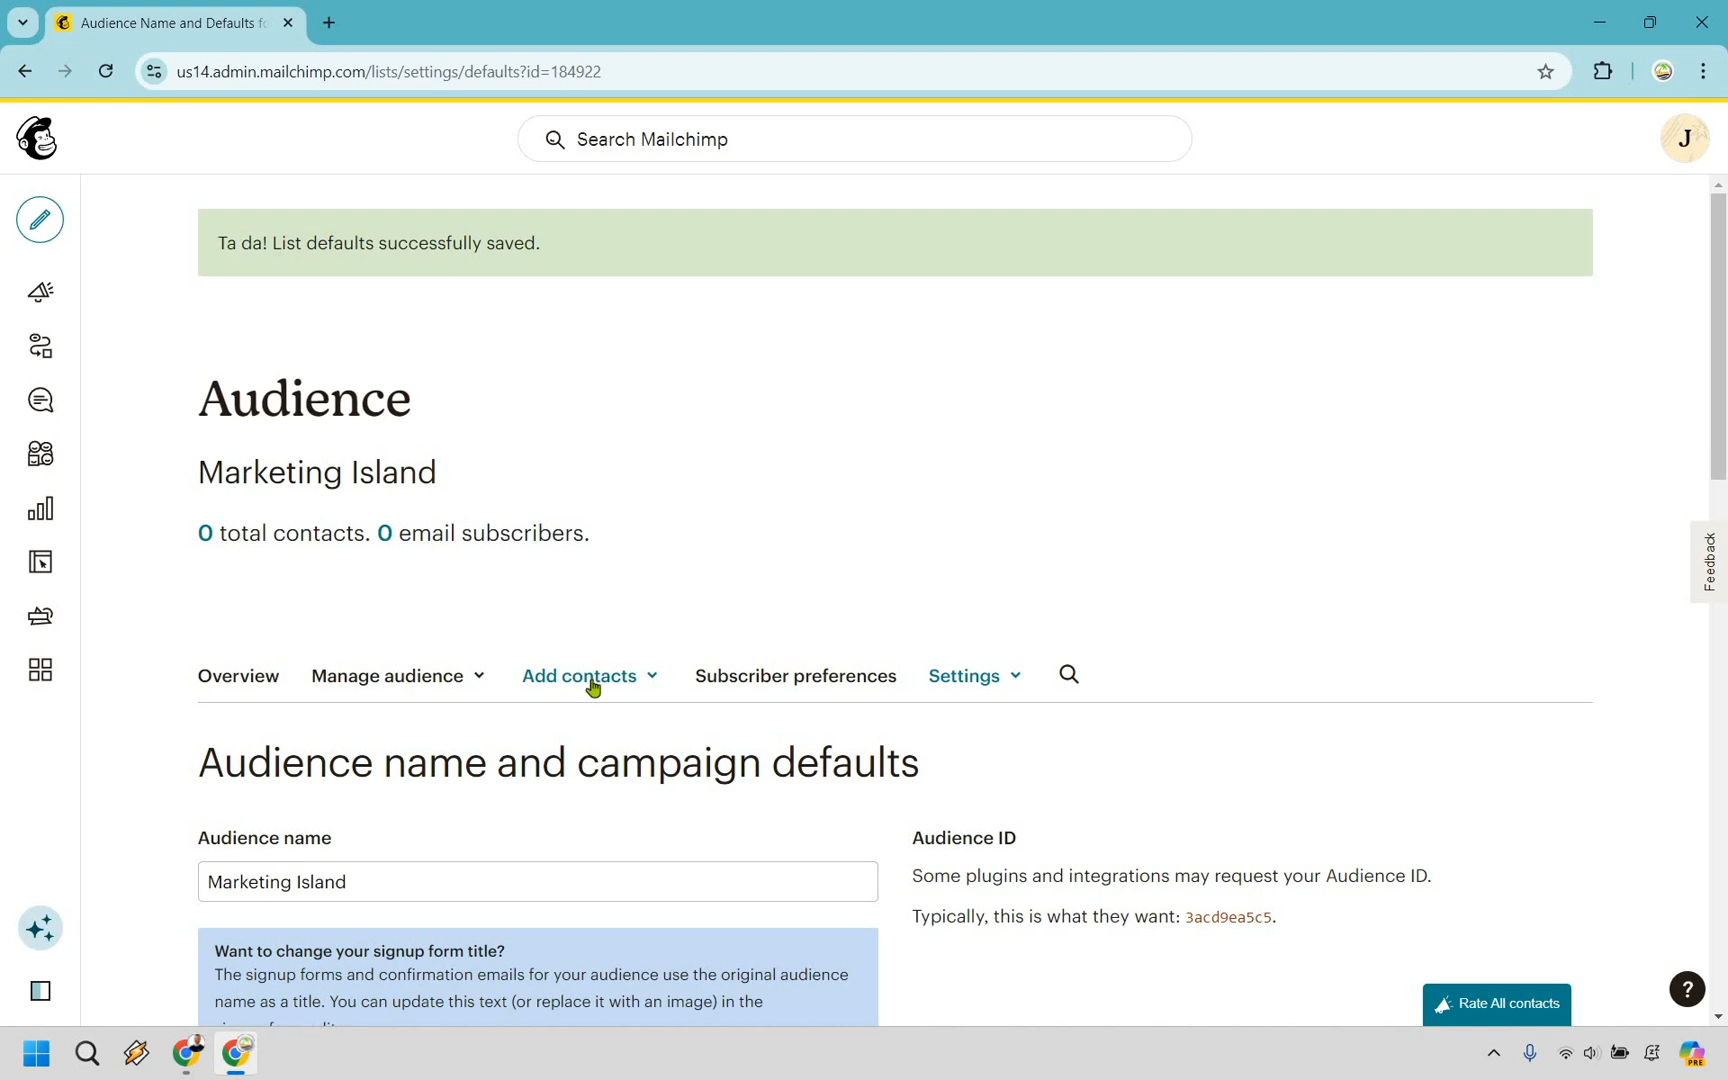 Audience Name and Defaults fo
us14.admin.mailchimp.com/lists/settings/defaults?id=184922
Search Mailchimp
J
Ta da! List defaults successfully saved.
Audience
Marketing Island
0 total contacts. 0 email subscribers.
Overview
Manage audience
Add contacts
Subscriber preferences
Settings
Feedback
Audience name and campaign defaults
Audience name
Marketing Island
Want to change your signup form title?
The signup forms and confirmation emails for your audience use the original audience
name as a title. You can update this text (or replace it with an image) in the
Audience ID
Some plugins and integrations may request your Audience ID.
Typically, this is what they want: 3acd9ea5c5.
Rate All contacts
?
PRE